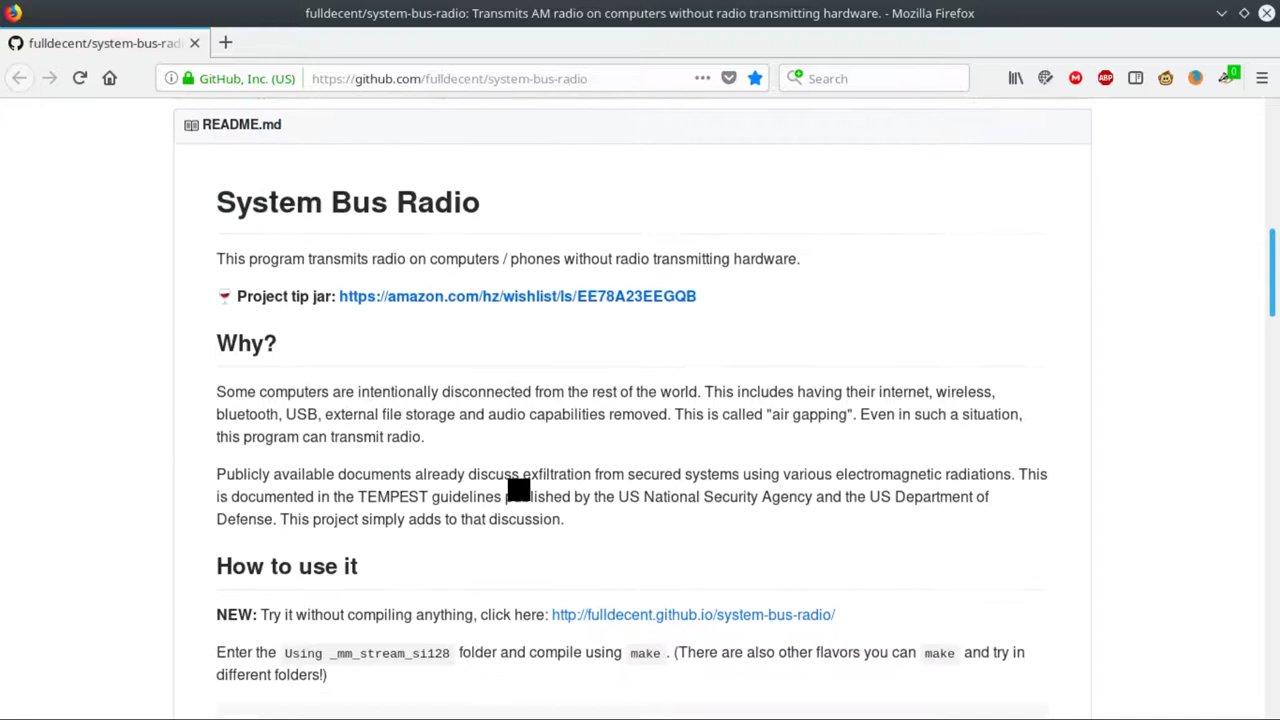 fulldecent/system-bus-radio: Transmits AM radio on computers without radio transmitting hardware. - Mozilla Firefox
fulldecent/system-bus-radi
GitHub, Inc. (US) https://github.com/fulldecent/system-bus-radio Search ABP 0
README.md
System Bus Radio
This program transmits radio on computers / phones without radio transmitting hardware.
Project tip jar: https://amazon.com/hz/wishlist/ls/EE78A23EEGQB
Why?
Some computers are intentionally disconnected from the rest of the world. This includes having their internet, wireless,
bluetooth, USB, external file storage and audio capabilities removed. This is called "air gapping". Even in such a situation,
this program can transmit radio.
Publicly available documents already discuss exfiltration from secured systems using various electromagnetic radiations. This
is documented in the TEMPEST guidelines published by the US National Security Agency and the US Department of
Defense. This project simply adds to that discussion.
How to use it
NEW: Try it without compiling anything, click here: http://fulldecent.github.io/system-bus-radio/
Enter the Using _mm_stream_si128 folder and compile using make . (There are also other flavors you can make and try in
different folders!)